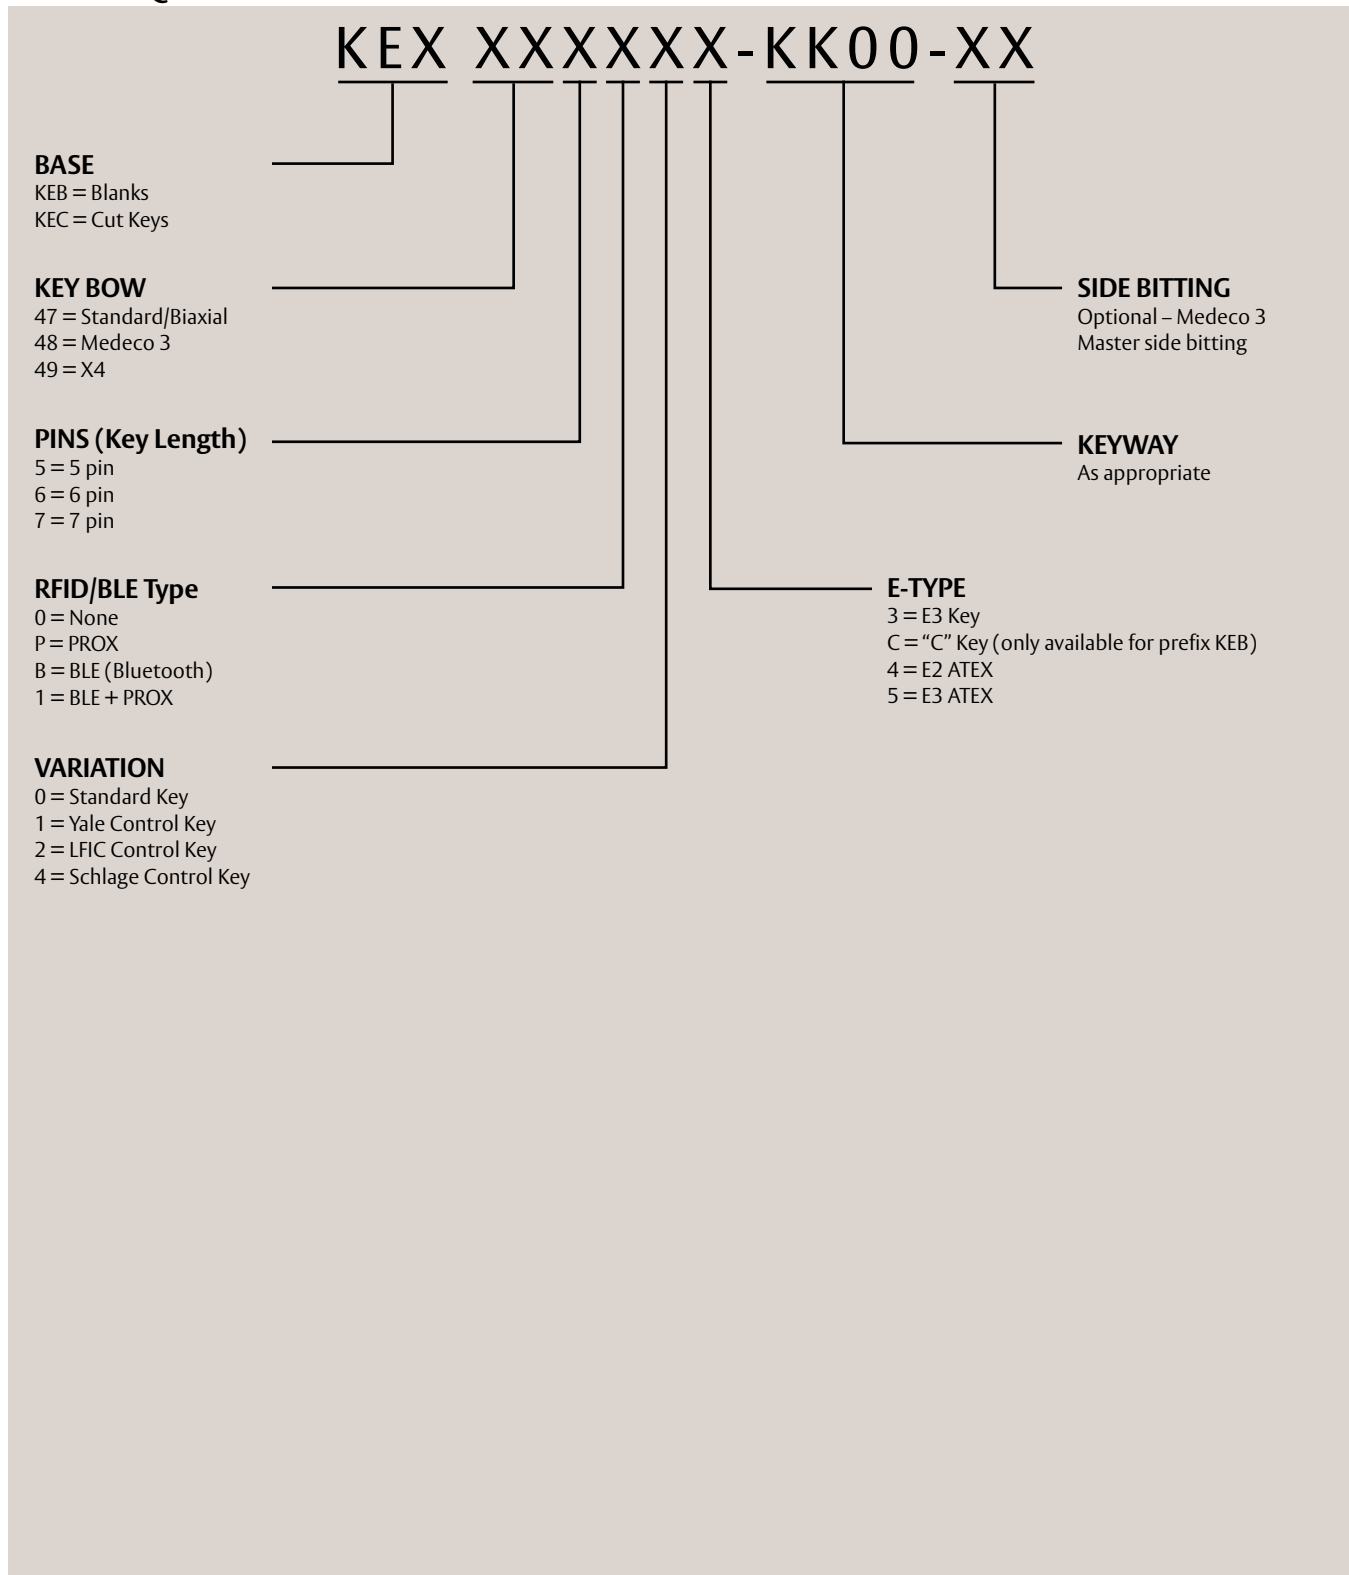 KEX XXXXXX-KK00-XX
BASE
KEB = Blanks
KEC = Cut Keys
KEY BOW
47 = Standard/Biaxial
48 = Medeco 3
49 = X4
PINS (Key Length)
5 = 5 pin
6 = 6 pin
7 = 7 pin
RFID/BLE Type
0 = None
P = PROX
B = BLE (Bluetooth)
1 = BLE + PROX
VARIATION
0 = Standard Key
1 = Yale Control Key
2 = LFIC Control Key
4 = Schlage Control Key
SIDE BITTING
Optional – Medeco 3
Master side bitting
KEYWAY
As appropriate
E-TYPE
3 = E3 Key
C = “C” Key (only available for prefix KEB)
4 = E2 ATEX
5 = E3 ATEX